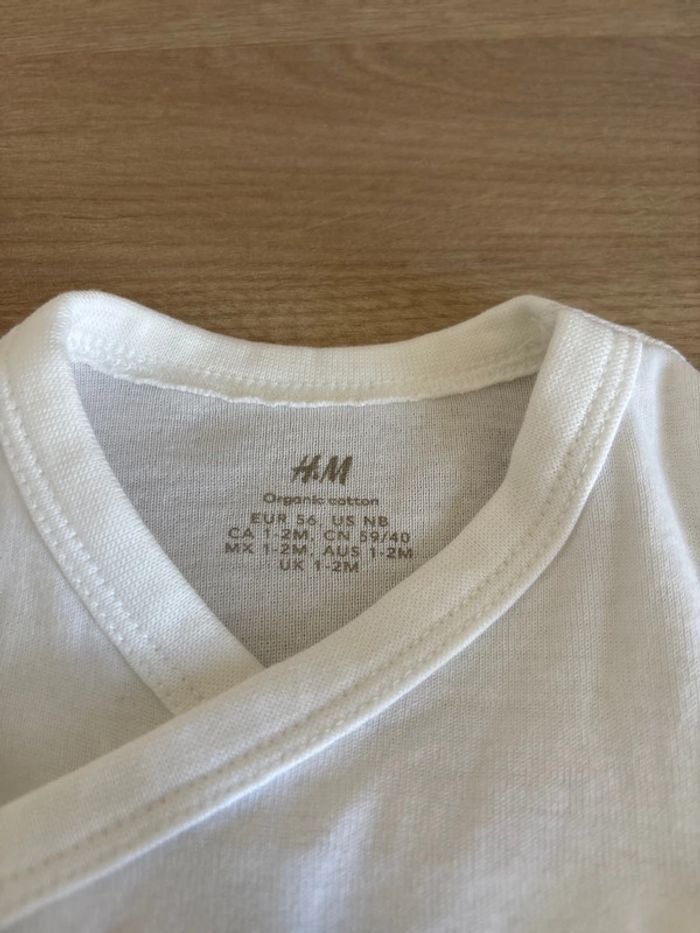 H&M
Organic cotton
EUR 56, US NB
CA 1-2M, CN 59/40
MX 1-2M, AUS 1-2M
UK 1-2M